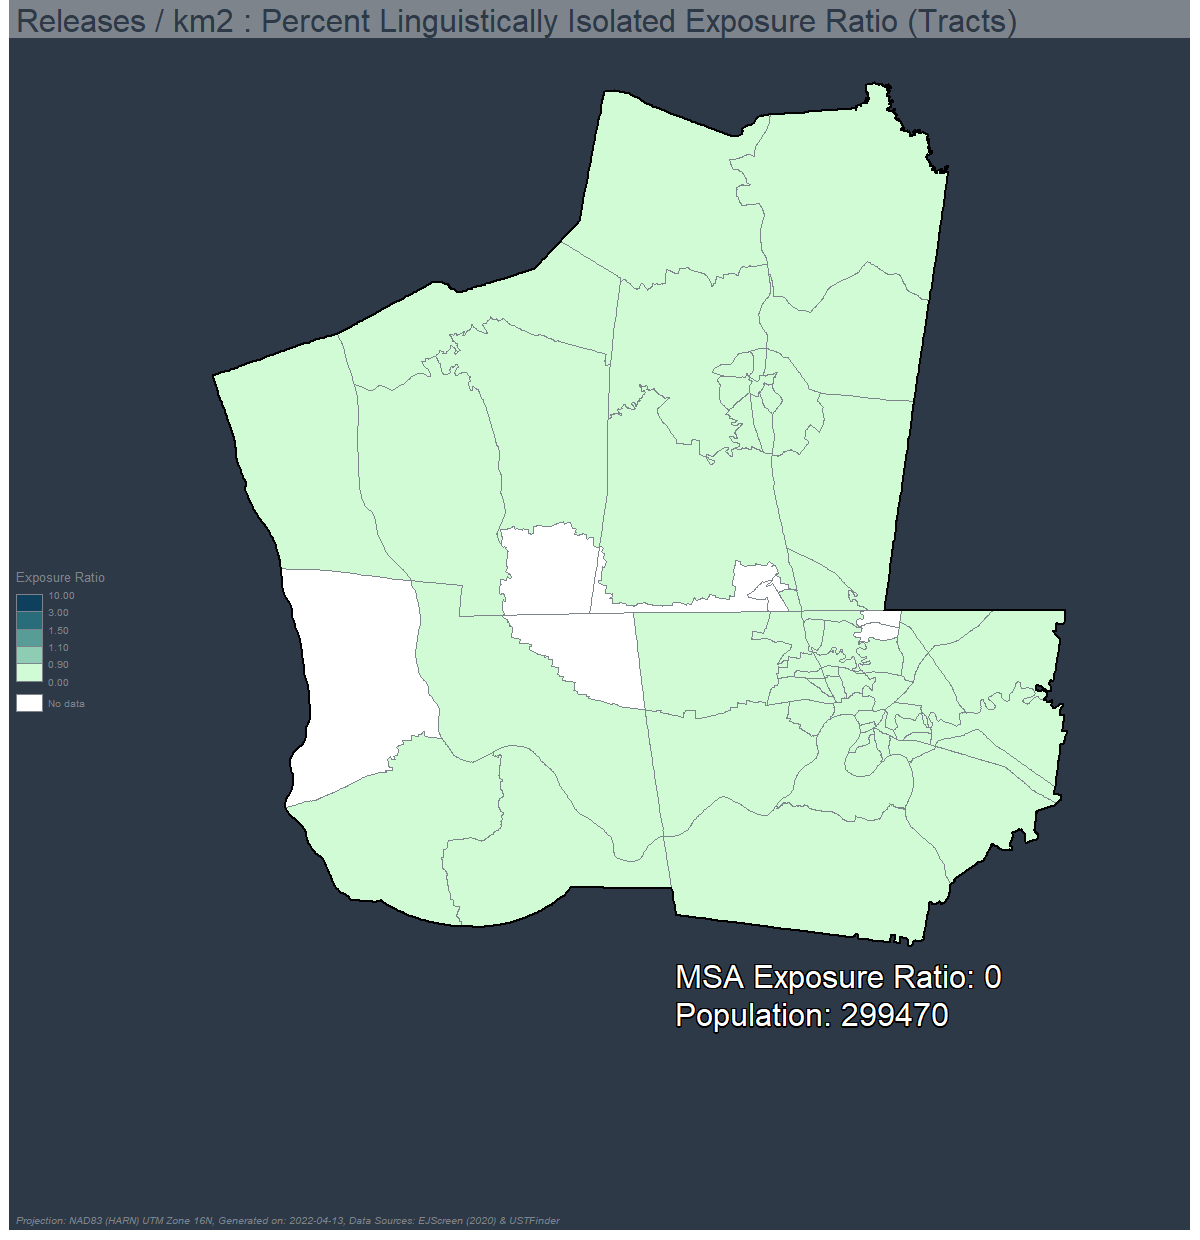 Releases / km2 : Percent Linguistically Isolated Exposure Ratio (Tracts)
Exposure Ratio
10.00
3.00
1.50
1.10
0.90
0.00
No data
MSA Exposure Ratio: 0
Population: 299470
Projection: NAD83 (HARN) UTM Zone 16N, Generated on: 2022-04-13, Data Sources: EJScreen (2020) & USTFinder